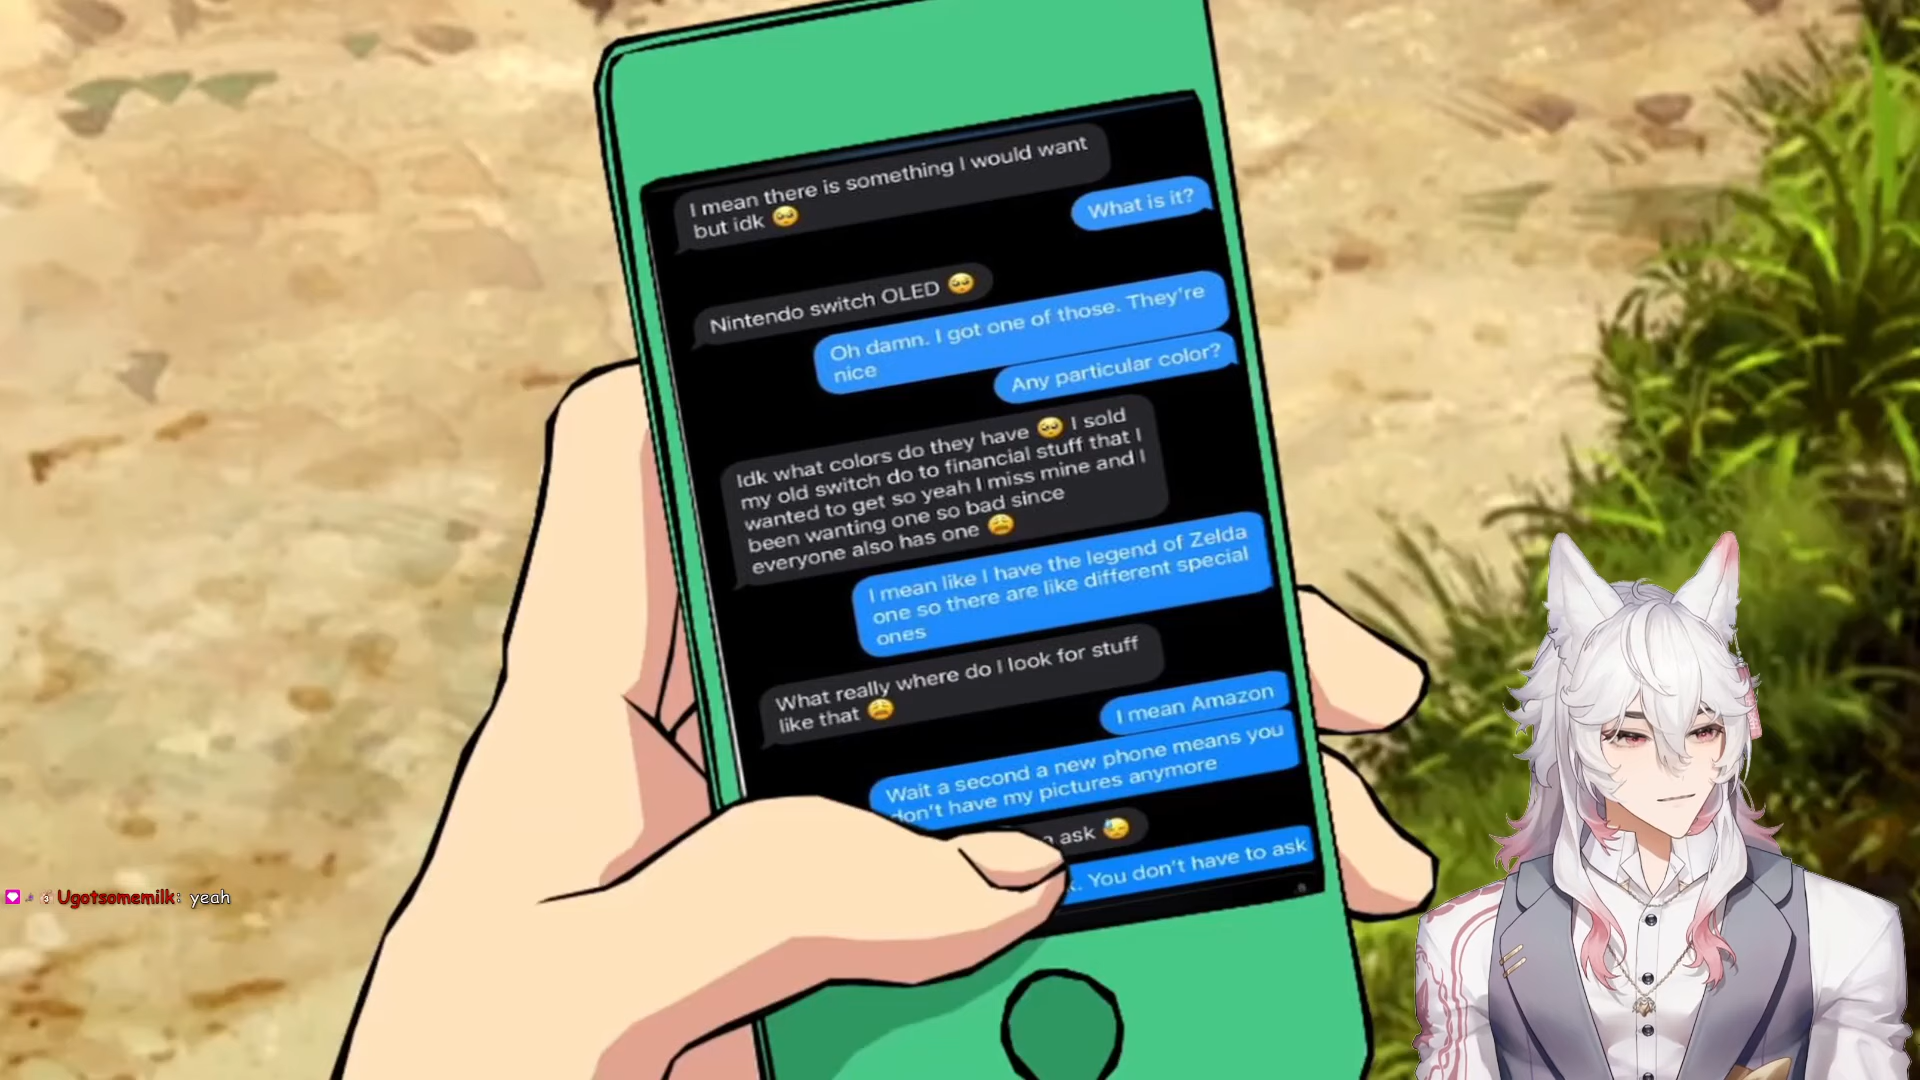 I mean there is something I would want
but idk 🥺
What is it?
Nintendo switch OLED 🥺
Oh damn. I got one of those. They're
nice
Any particular color?
Idk what colors do they have 🥺 I sold
my old switch do to financial stuff that I
wanted to get so yeah I miss mine and I
been wanting one so bad since
everyone also has one 😩
I mean like I have the legend of Zelda
one so there are like different special
ones
What really where do I look for stuff
like that 😩
I mean Amazon
Wait a second a new phone means you
don't have my pictures anymore
ask 😓
You don't have to ask
Ugotsomemilk: yeah